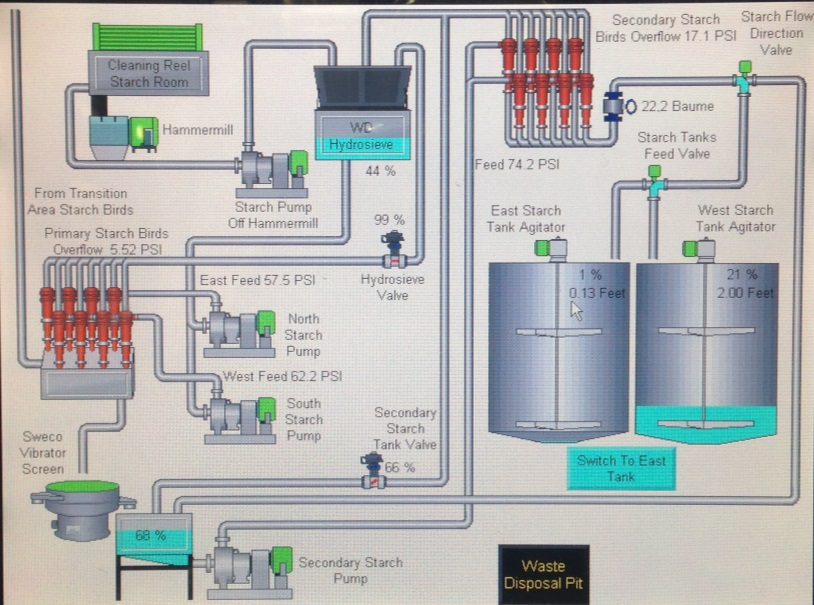 Secondary Starch
Birds Overflow 17.1 PSI
Starch Flow
Direction
Valve
Cleaning Reel
Starch Room
Hammermill
WD
Hydrosieve
44 %
22.2 Baume
Starch Tanks
Feed Valve
Feed 74.2 PSI
From Transition
Area Starch Birds
Starch Pump
Off Hammermill
99 %
Primary Starch Birds
Overflow 5.52 PSI
East Starch
Tank Agitator
West Starch
Tank Agitator
Hydrosieve
Valve
East Feed 57.5 PSI
1 %
0.13 Feet
21 %
2.00 Feet
North
Starch
Pump
West Feed 62.2 PSI
South
Starch
Pump
Secondary
Starch
Tank Valve
66 %
Sweco
Vibrator
Screen
Switch To East
Tank
68 %
Secondary Starch
Pump
Waste
Disposal Pit